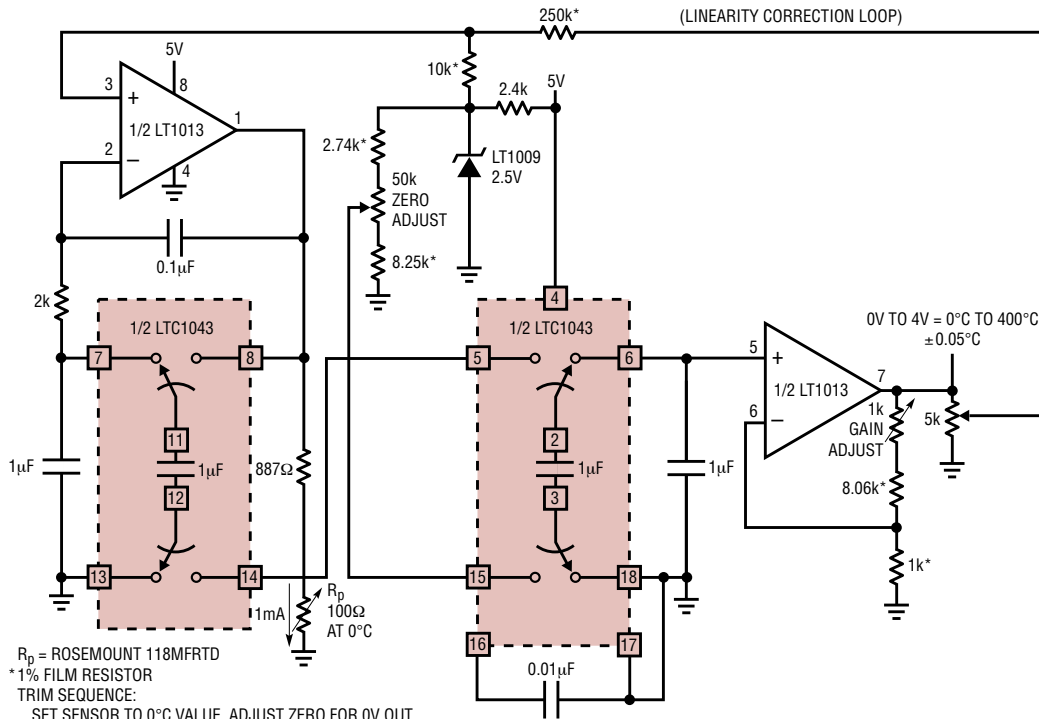 250k*
(LINEARITY CORRECTION LOOP)
5V
10k*
5V
3
+
8
2.4k
1/2 LT1013
1
2.74k*
LT1009
2.5V
2
−
4
50k
ZERO
ADJUST
8.25k*
0.1µF
2k
4
1/2 LTC1043
1/2 LTC1043
0V TO 4V = 0°C TO 400°C
±0.05°C
7
8
5
6
5
+
1/2 LT1013
7
6
−
1k
GAIN
ADJUST
5k
11
2
1µF
1µF
887Ω
1µF
1µF
12
3
8.06k*
13
14
15
18
1k*
1mA
Rp
100Ω
AT 0°C
16
17
0.01µF
Rp = ROSEMOUNT 118MFRTD
*1% FILM RESISTOR
TRIM SEQUENCE:
SET SENSOR TO 0°C VALUE. ADJUST ZERO FOR 0V OUT